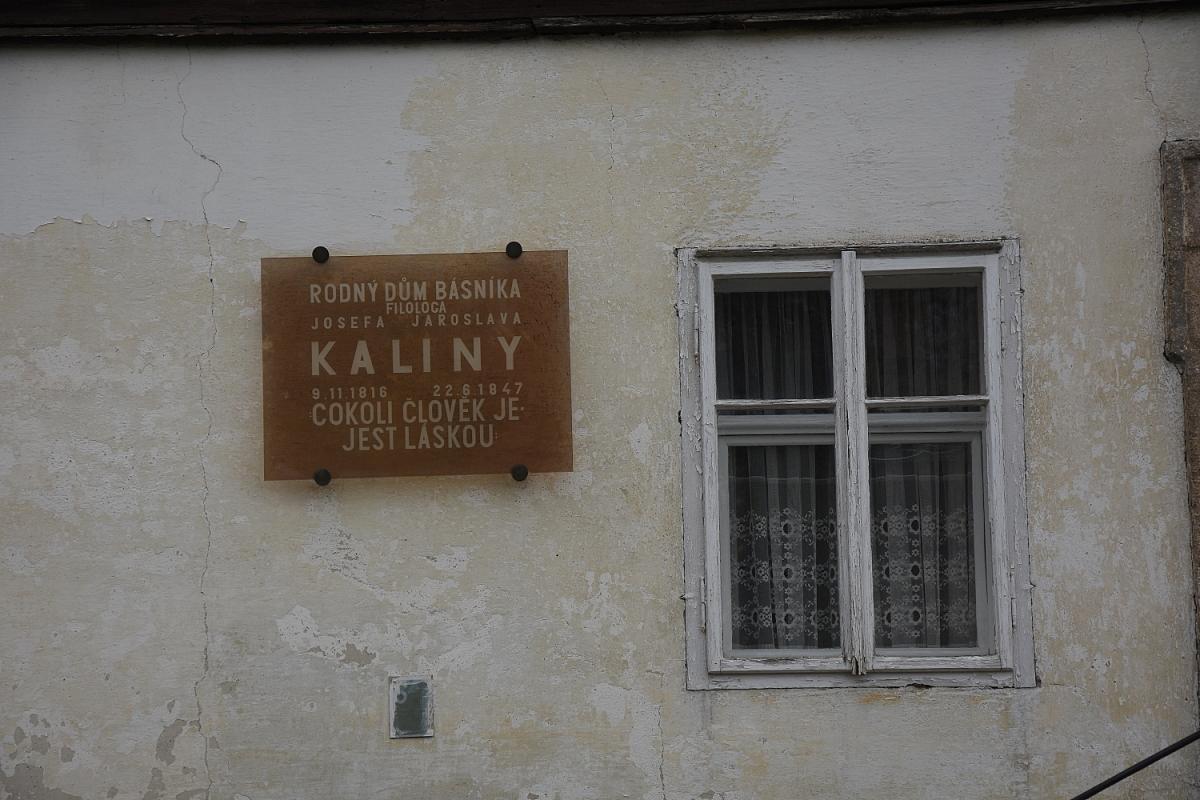 RODNÝ DŮM BÁSNÍKA
FILOLOGA
JOSEFA JAROSLAVA
KALINY
9.11.1816 22.6.1847
COKOLI ČLOVĚK JE·
JEST LÁSKOU: